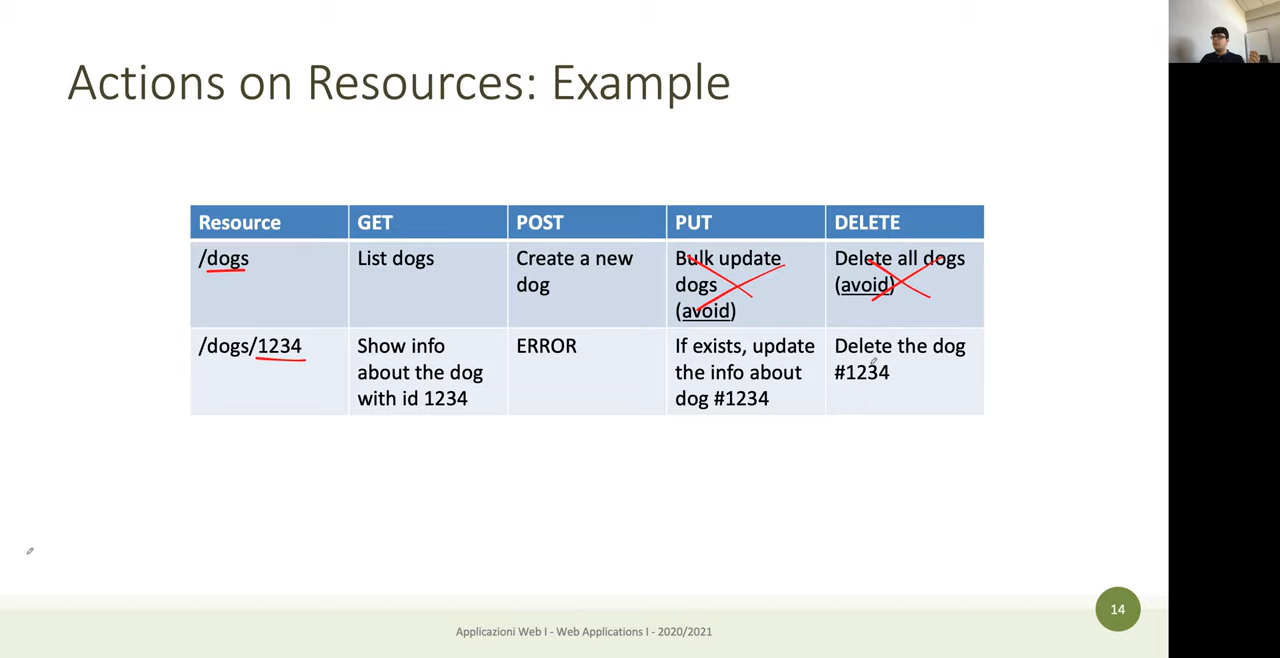 Actions on Resources: Example
Resource GET POST PUT DELETE
/dogs List dogs Create a new dog Bulk update dogs (avoid) Delete all dogs (avoid)
/dogs/1234 Show info about the dog with id 1234 ERROR If exists, update the info about dog #1234 Delete the dog #1234
14
Applicazioni Web I - Web Applications I - 2020/2021